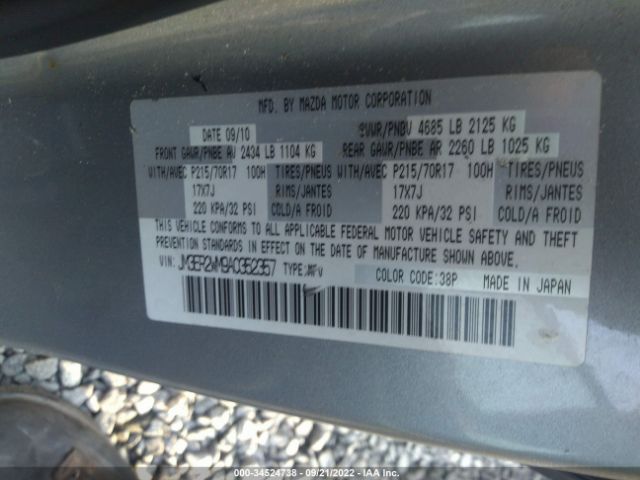 MFD. BY MAZDA MOTOR CORPORATION
DATE 09/10 GVWR/PNBV 4685 LB 2125 KG
FRONT GAWR/PNBE AV 2434 LB 1104 KG REAR GAWR/PNBE AR 2260 LB 1025 KG
WITH/AVEC P215/70R17 100H TIRES/PNEUS WITH/AVEC P215/70R17 100H TIRES/PNEUS
17X7J RIMS/JANTES 17X7J RIMS/JANTES
220 KPA/32 PSI COLD/A FROID 220 KPA/32 PSI COLD/A FROID
THIS VEHICLE CONFORMS TO ALL APPLICABLE FEDERAL MOTOR VEHICLE SAFETY AND THEFT
PREVENTION STANDARDS IN EFFECT ON THE DATE OF MANUFACTURE SHOWN ABOVE.
VIN: JM3ER2WM9A0352357 TYPE:MPV COLOR CODE:38P MADE IN JAPAN
000-34524738 - 09/21/2022 - IAA Inc.